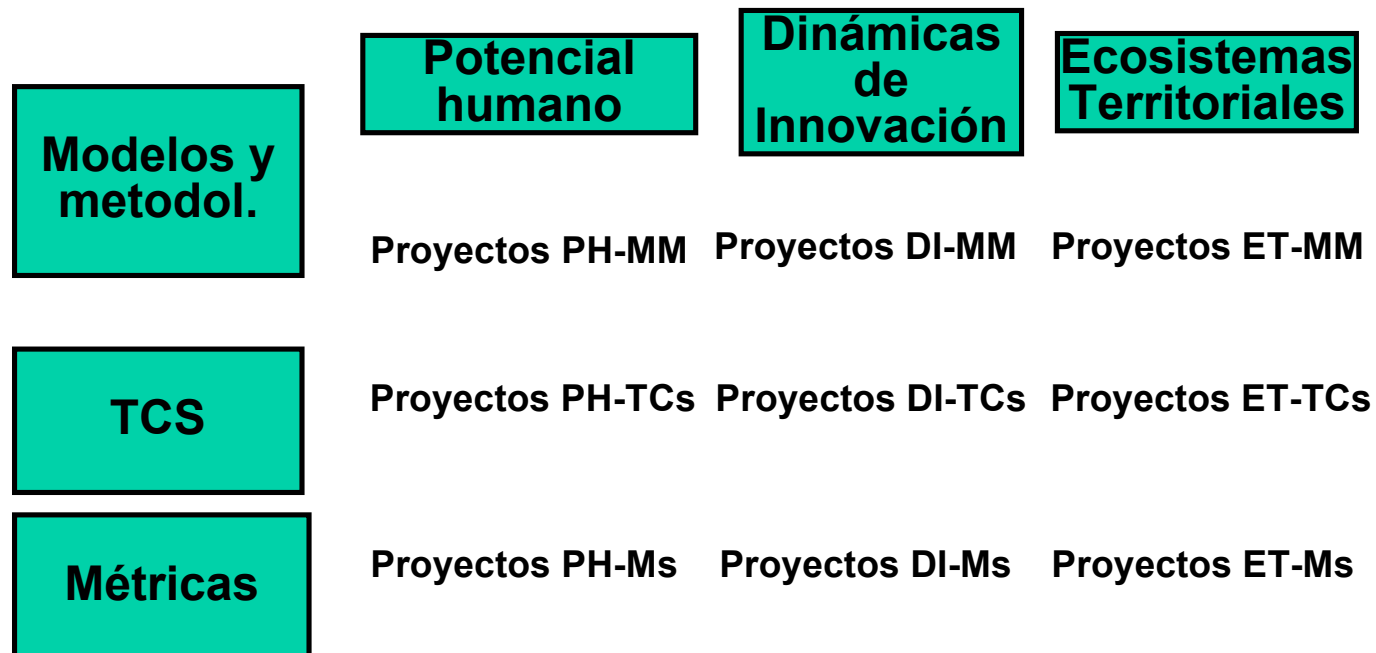 Potencial
humano
Dinámicas
de
Innovación
Ecosistemas
Territoriales
Modelos y
metodol.
Proyectos PH-MM
Proyectos DI-MM
Proyectos ET-MM
TCS
Proyectos PH-TCs
Proyectos DI-TCs
Proyectos ET-TCs
Métricas
Proyectos PH-Ms
Proyectos DI-Ms
Proyectos ET-Ms